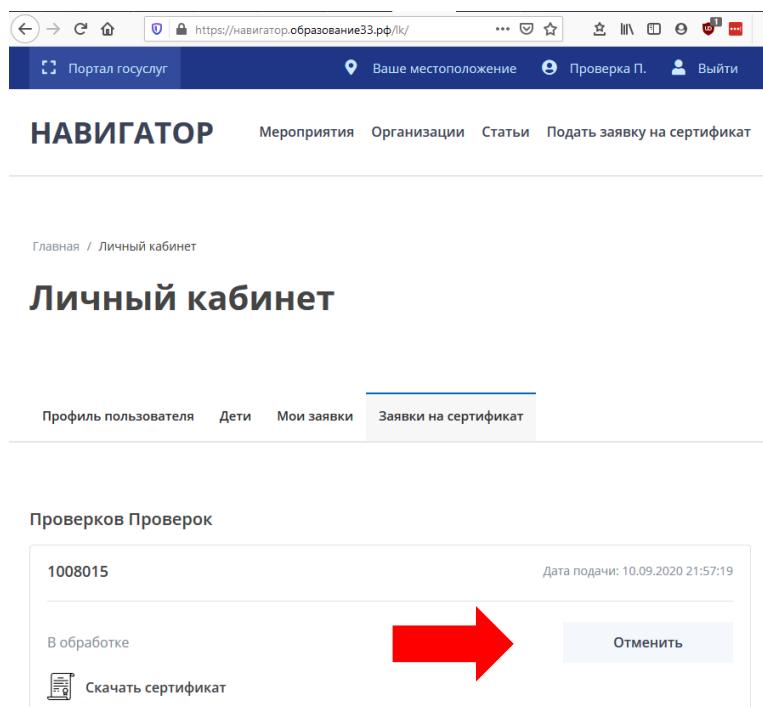 https://навигатор.образование33.рф/lk/
1
Портал госуслуг Ваше местоположение Проверка П. Выйти
НАВИГАТОР Мероприятия Организации Статьи Подать заявку на сертификат
Главная / Личный кабинет
Личный кабинет
Профиль пользователя Дети Мои заявки Заявки на сертификат
Проверков Проверок
1008015 Дата подачи: 10.09.2020 21:57:19
В обработке Отменить
Скачать сертификат